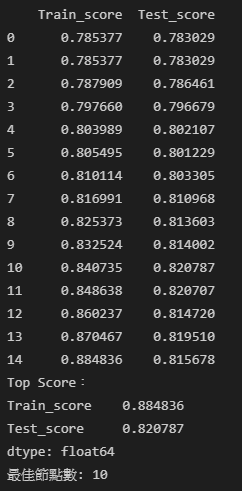 Train_score Test_score
0 0.785377 0.783029
1 0.785377 0.783029
2 0.787909 0.786461
3 0.797660 0.796679
4 0.803989 0.802107
5 0.805495 0.801229
6 0.810114 0.803305
7 0.816991 0.810968
8 0.825373 0.813603
9 0.832524 0.814002
10 0.840735 0.820787
11 0.848638 0.820707
12 0.860237 0.814720
13 0.870467 0.819510
14 0.884836 0.815678
Top Score：
Train_score 0.884836
Test_score 0.820787
dtype: float64
最佳節點數: 10